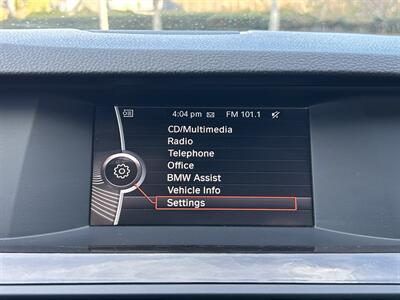 4:04 pm FM 101.1
CD/Multimedia
Radio
Telephone
Office
BMW Assist
Vehicle Info
Settings